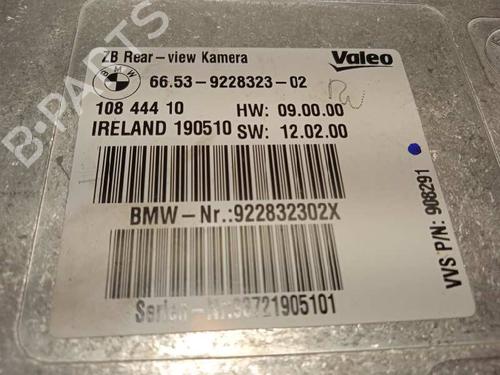 ZB Rear-view Kamera
Valeo
BMW
66.53-9228323-02
108 444 10
HW: 09.00.00
IRELAND 190510
SW: 12.02.00
BMW-Nr.:922832302X
VVS P/N: 908291
B-PARTS